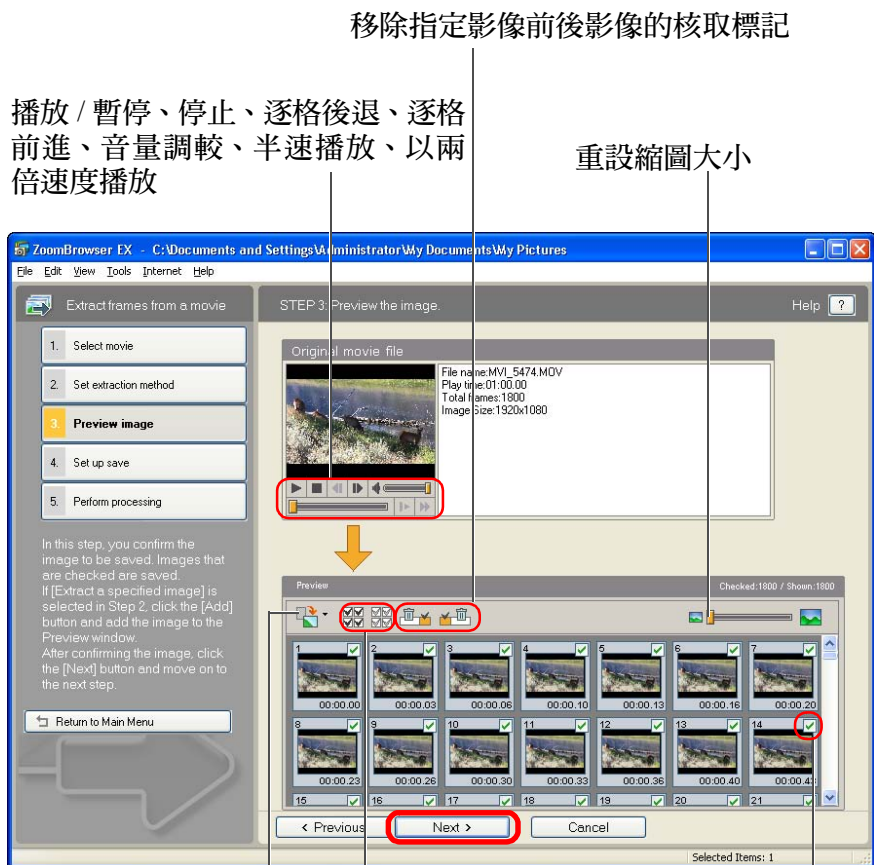 移除指定影像前後影像的核取標記
播放 / 暫停、停止、逐格後退、逐格
前進、音量調較、半速播放、以兩
倍速度播放
重設縮圖大小
ZoomBrowser EX - C:\Documents and Settings\Administrator\My Documents\My Pictures
File Edit View Tools Internet Help
Extract frames from a movie
STEP 3: Preview the image.
Help ?
1. Select movie
2. Set extraction method
3. Preview image
4. Set up save
5. Perform processing
In this step, you confirm the
image to be saved. Images that
are checked are saved.
If [Extract a specified image] is
selected in Step 2, click the [Add]
button and add the image to the
Preview window.
After confirming the image, click
the [Next] button and move on to
the next step.
Return to Main Menu
Original movie file
File name:MVI_5474.MOV
Play time:01:00.00
Total frames:1800
Image Size:1920x1080
Preview
Checked:1800 / Shown:1800
1 2 3 4 5 6 7
00:00.00 00:00.03 00:00.06 00:00.10 00:00.13 00:00.16 00:00.20
8 9 10 11 12 13 14
00:00.23 00:00.26 00:00.30 00:00.33 00:00.36 00:00.40 00:00.43
15 16 17 18 19 20 21
< Previous Next > Cancel
Selected Items: 1